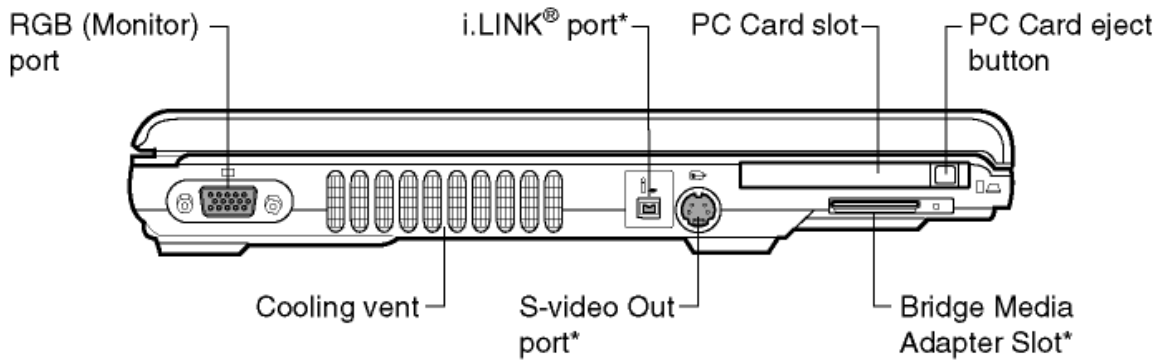 RGB (Monitor)
port
i.LINK® port*
PC Card slot
PC Card eject
button
Cooling vent
S-video Out
port*
Bridge Media
Adapter Slot*